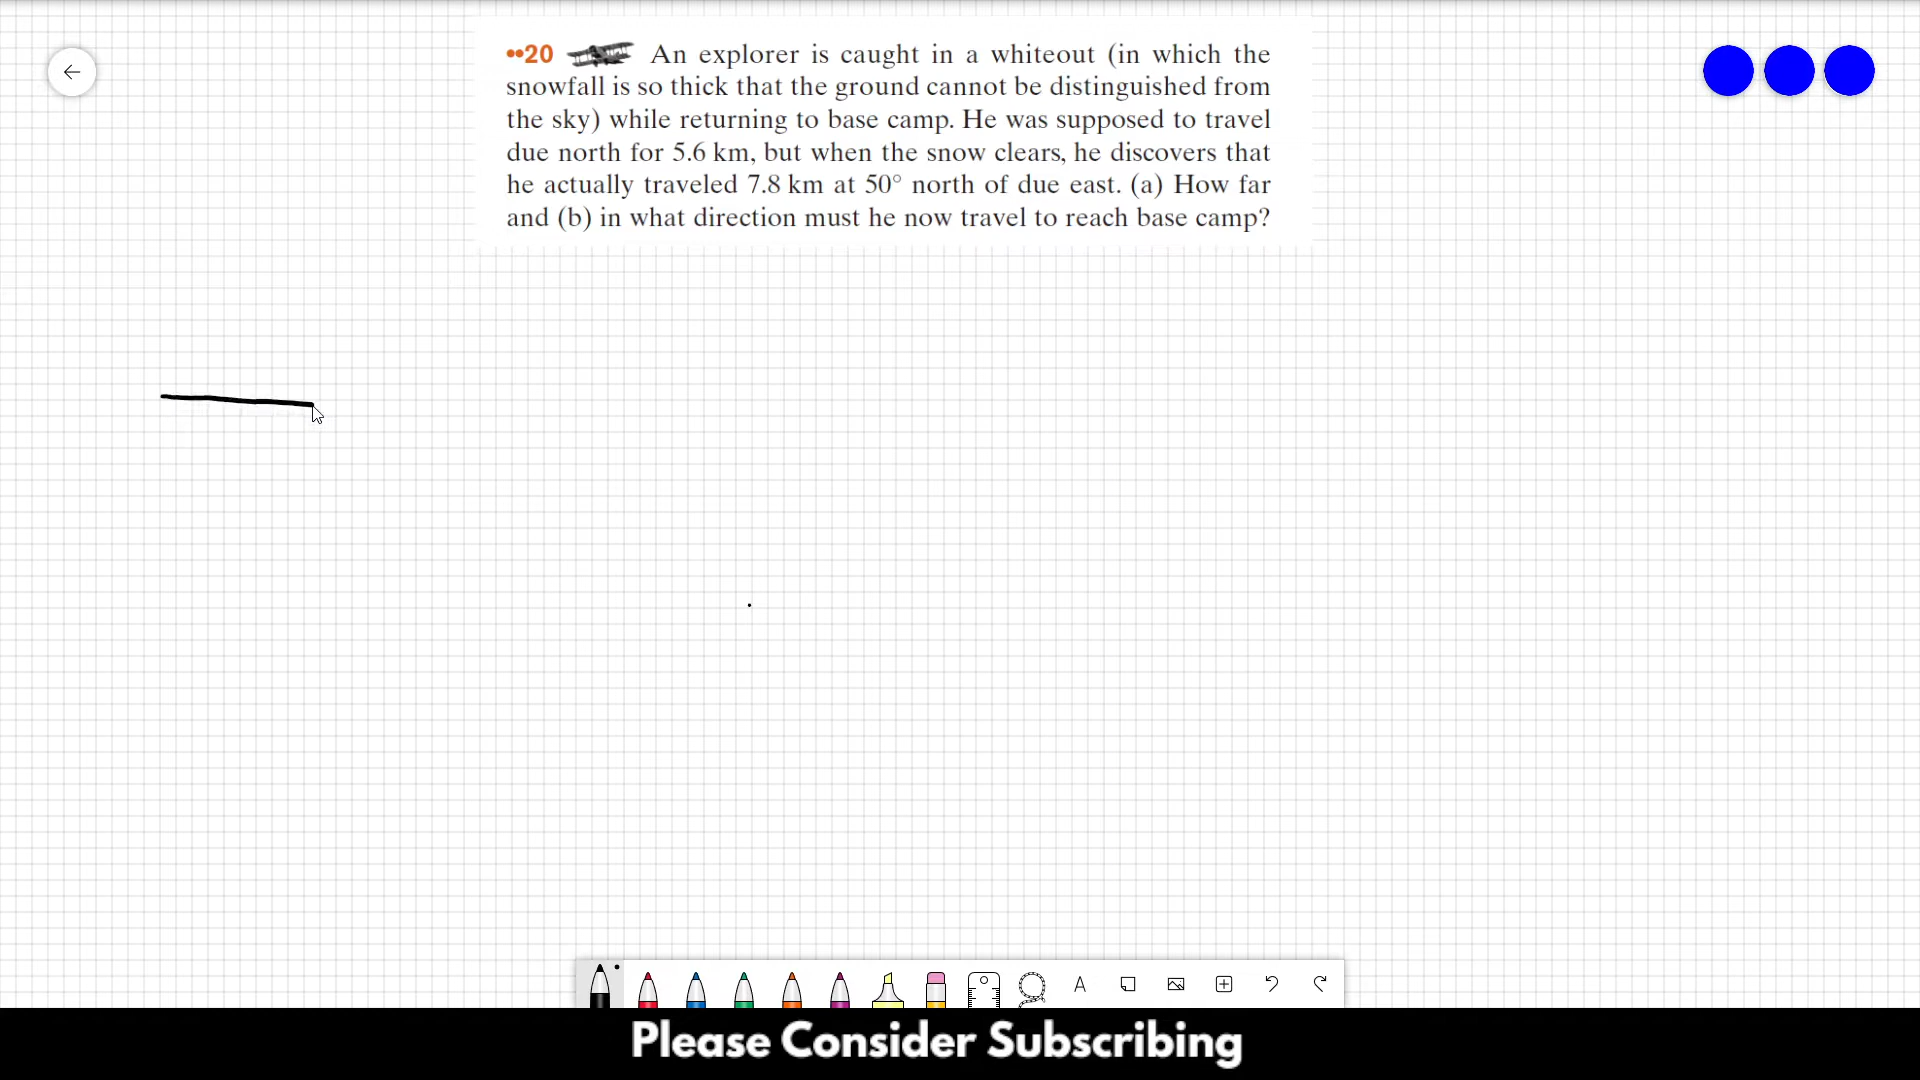 ••20 An explorer is caught in a whiteout (in which the
snowfall is so thick that the ground cannot be distinguished from
the sky) while returning to base camp. He was supposed to travel
due north for 5.6 km, but when the snow clears, he discovers that
he actually traveled 7.8 km at 50° north of due east. (a) How far
and (b) in what direction must he now travel to reach base camp?
A
Please Consider Subscribing